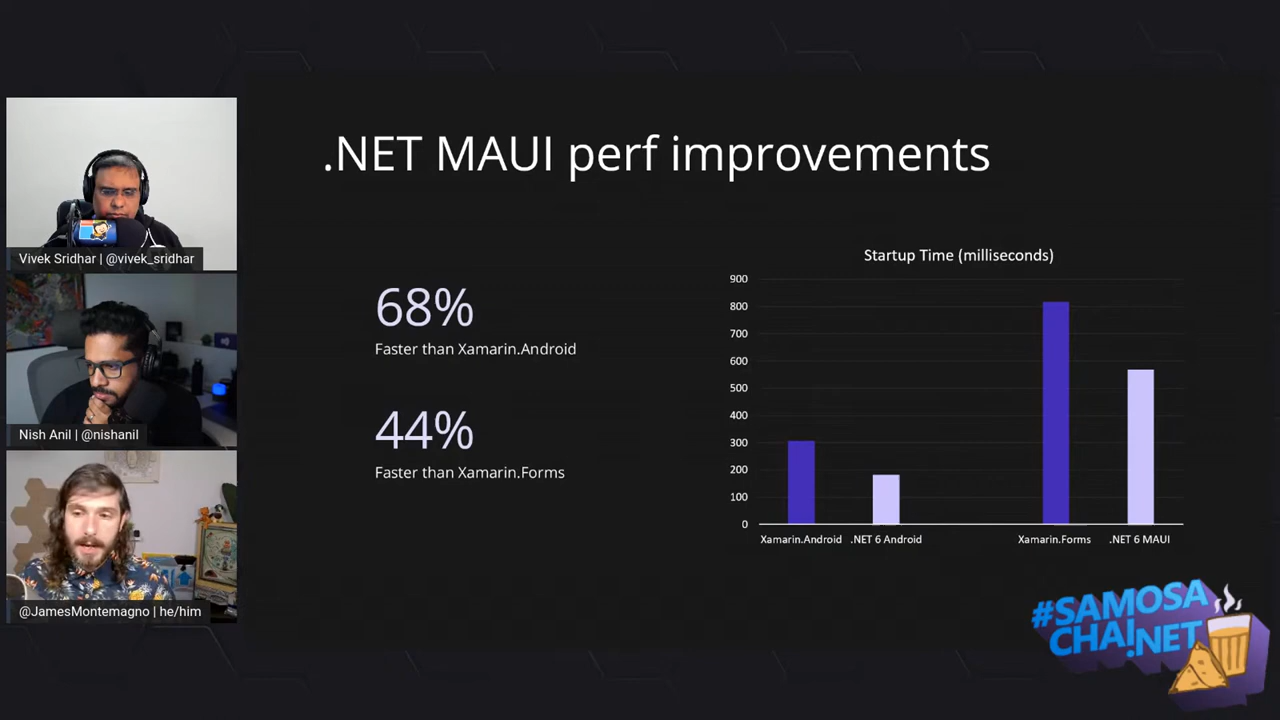 .NET MAUI perf improvements
68%
Faster than Xamarin.Android
44%
Faster than Xamarin.Forms
Startup Time (milliseconds)
900
800
700
600
500
400
300
200
100
0
Xamarin.Android
.NET 6 Android
Xamarin.Forms
.NET 6 MAUI
Vivek Sridhar | @vivek_sridhar
Nish Anil | @nishanil
@JamesMontemagno | he/him
#SAMOSA
CHAI.NET